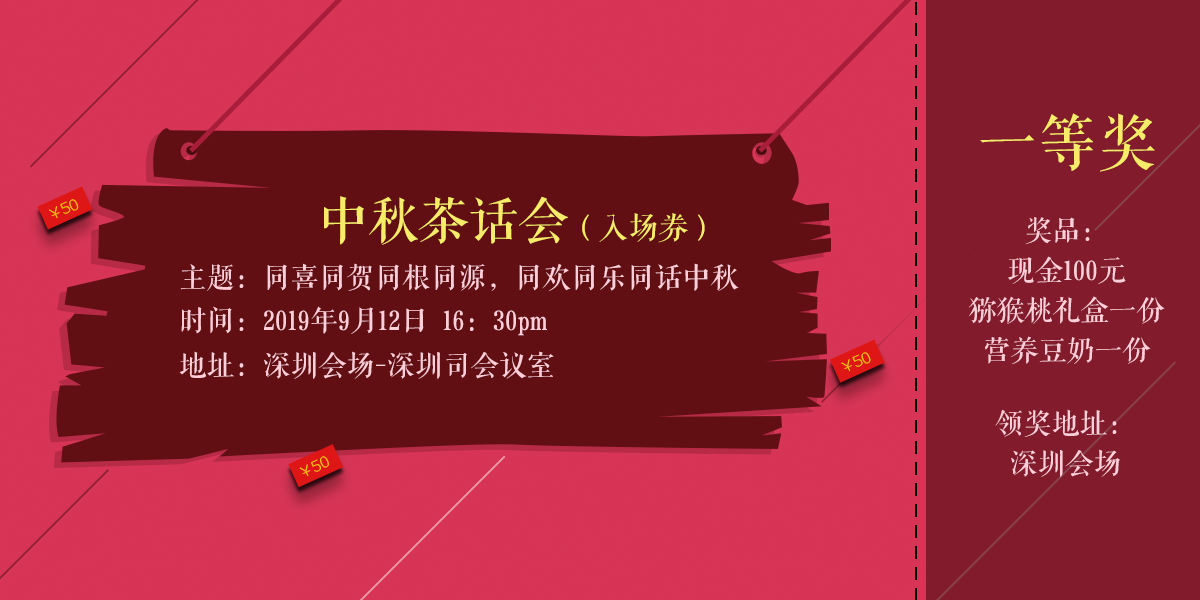 中秋茶话会（入场券）
主题：同喜同贺同根同源，同欢同乐同话中秋
时间：2019年9月12日 16：30pm
地址：深圳会场-深圳司会议室
¥50
¥50
¥50
一等奖
奖品：
现金100元
猕猴桃礼盒一份
营养豆奶一份
领奖地址：
深圳会场